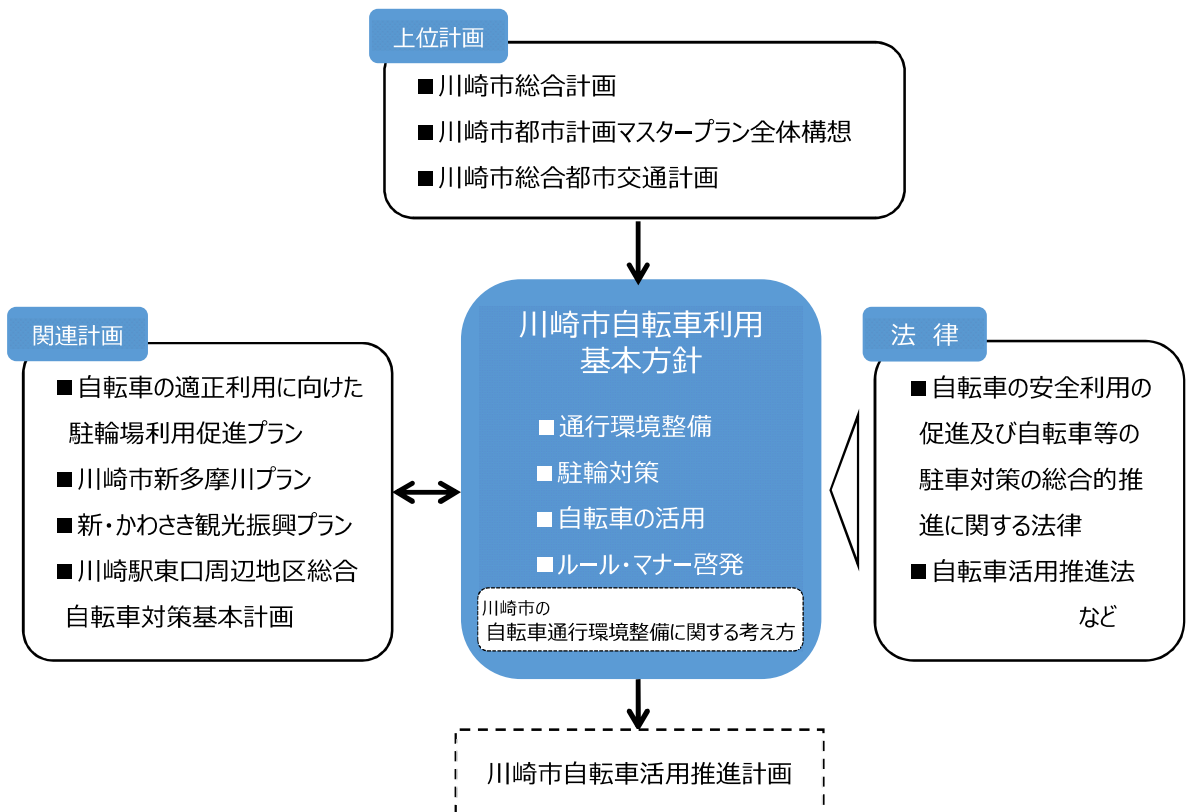 上位計画
■川崎市総合計画
■川崎市都市計画マスタープラン全体構想
■川崎市総合都市交通計画
関連計画
■自転車の適正利用に向けた
駐輪場利用促進プラン
■川崎市新多摩川プラン
■新・かわさき観光振興プラン
■川崎駅東口周辺地区総合
自転車対策基本計画
川崎市自転車利用
基本方針
■通行環境整備
■駐輪対策
■自転車の活用
■ルール・マナー啓発
川崎市の
自転車通行環境整備に関する考え方
法 律
■自転車の安全利用の
促進及び自転車等の
駐車対策の総合的推
進に関する法律
■自転車活用推進法
など
川崎市自転車活用推進計画